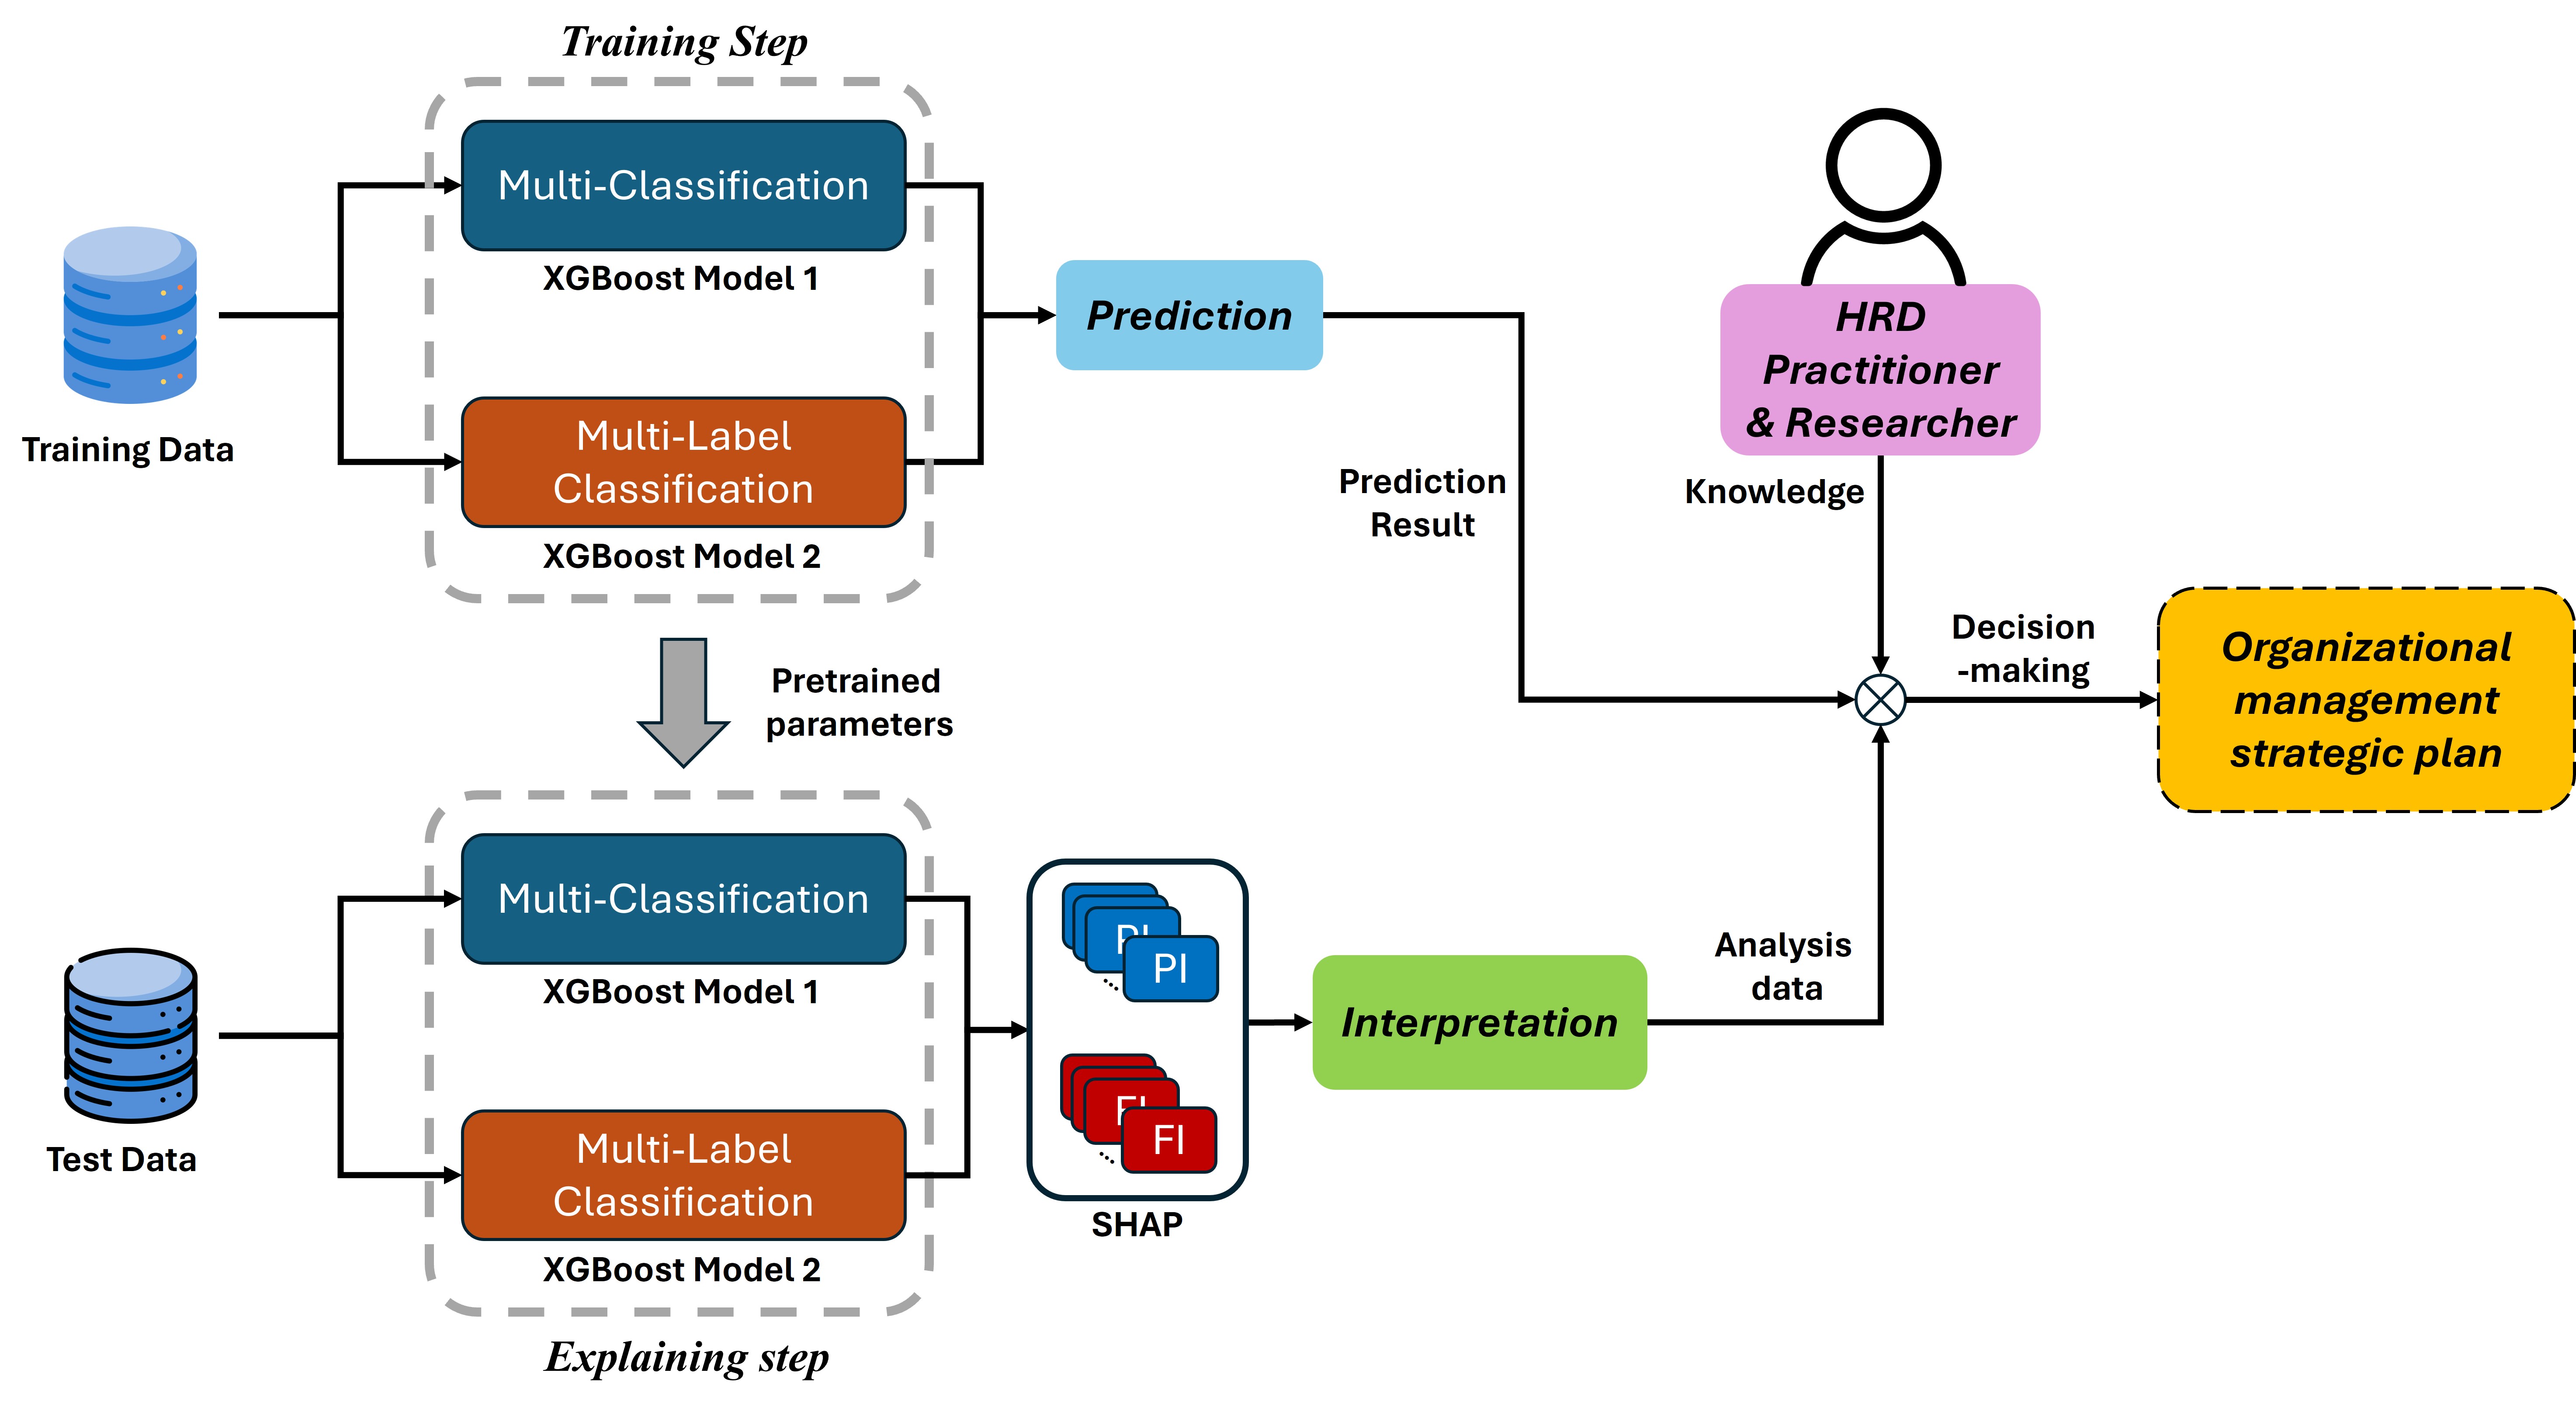 Training Step
Multi-Classification
XGBoost Model 1
Multi-Label
Classification
XGBoost Model 2
Training Data
Prediction
Prediction
Result
HRD
Practitioner
& Researcher
Knowledge
Decision
-making
Organizational
management
strategic plan
Pretrained
parameters
Test Data
Multi-Classification
XGBoost Model 1
Multi-Label
Classification
XGBoost Model 2
Explaining step
PI
PI
FI
FI
SHAP
Interpretation
Analysis
data